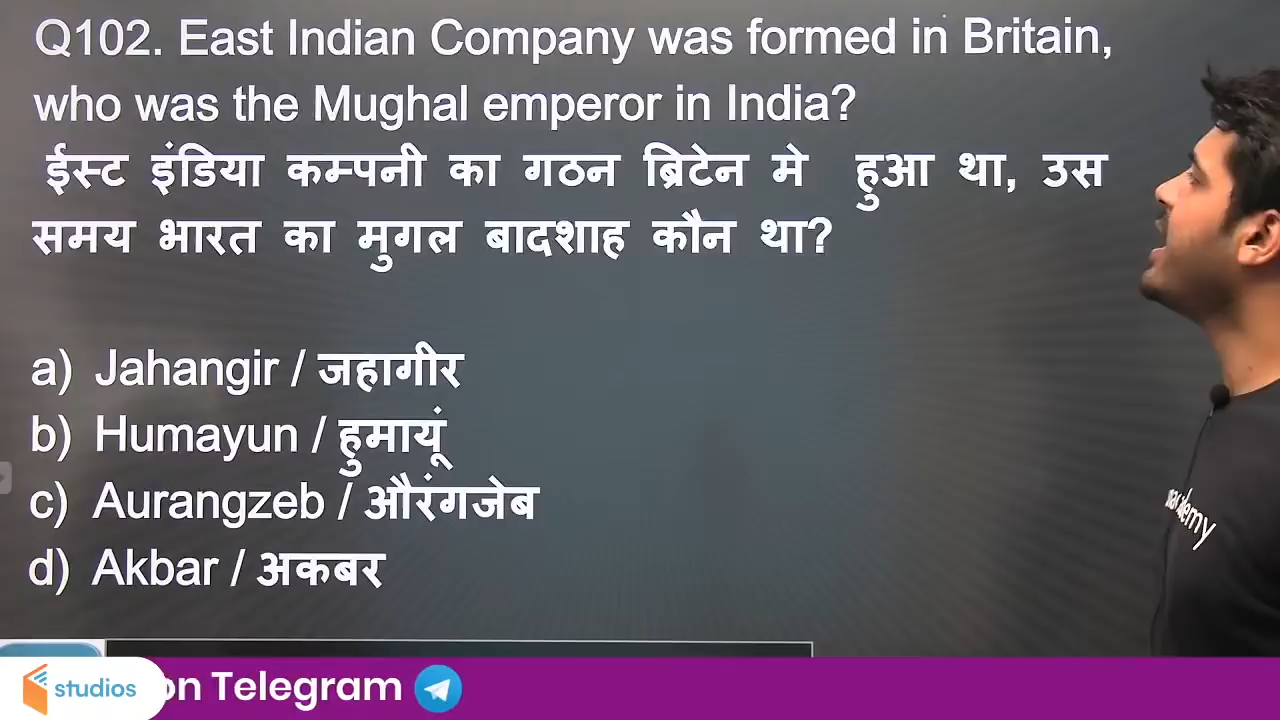 Q102. East Indian Company was formed in Britain,
who was the Mughal emperor in India?
ईस्ट इंडिया कम्पनी का गठन ब्रिटेन मे हुआ था, उस
समय भारत का मुगल बादशाह कौन था?
a) Jahangir / जहागीर
b) Humayun / हुमायूं
c) Aurangzeb / औरंगजेब
d) Akbar / अकबर
studios on Telegram